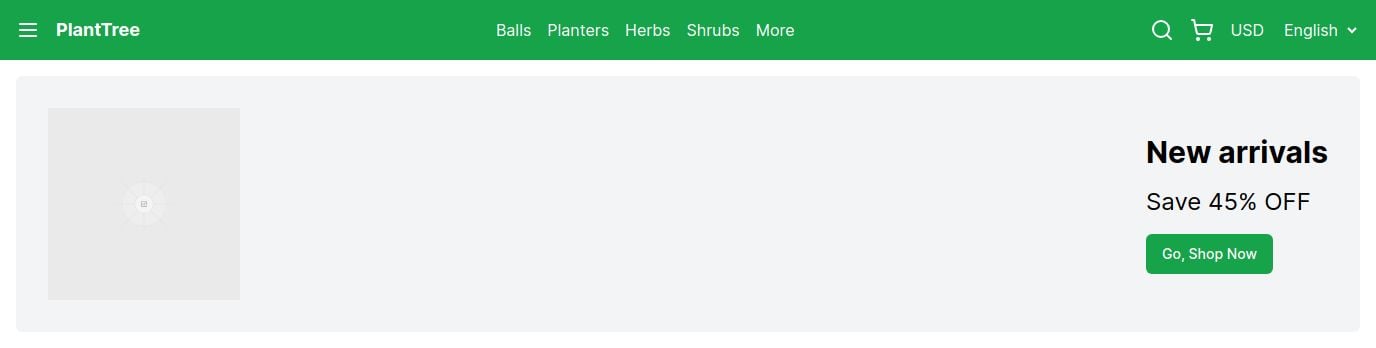 PlantTree
Balls Planters Herbs Shrubs More
USD English
New arrivals
Save 45% OFF
Go, Shop Now